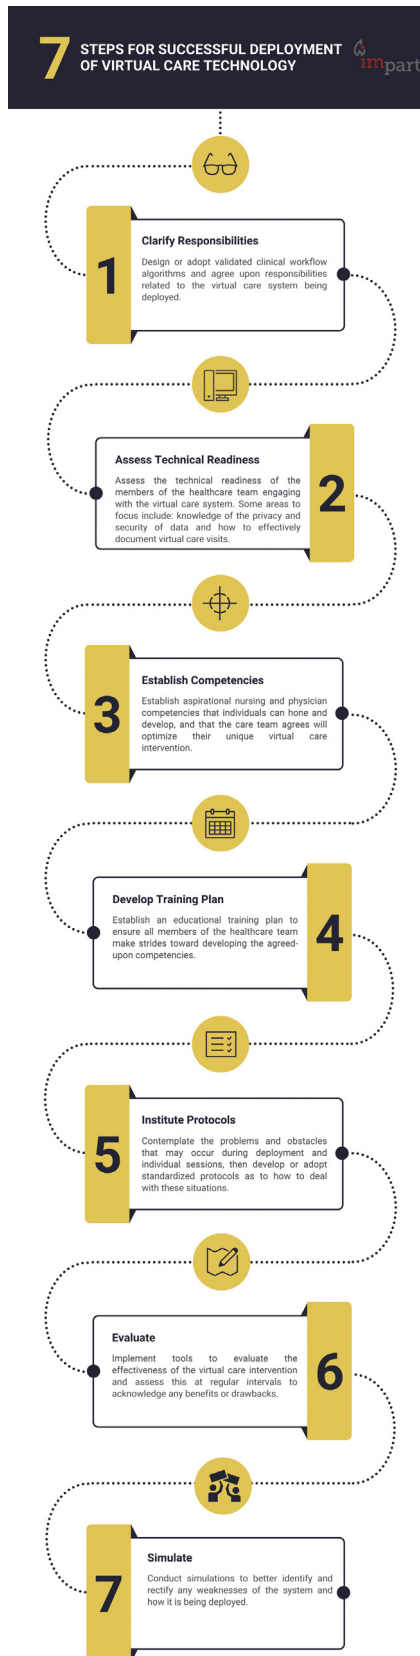 7 STEPS FOR SUCCESSFUL DEPLOYMENT
OF VIRTUAL CARE TECHNOLOGY
impart
1
Clarify Responsibilities
Design or adopt validated clinical workflow
algorithms and agree upon responsibilities
related to the virtual care system being
deployed.
2
Assess Technical Readiness
Assess the technical readiness of the
members of the healthcare team engaging
with the virtual care system. Some areas to
focus include: knowledge of the privacy and
security of data and how to effectively
document virtual care visits.
3
Establish Competencies
Establish aspirational nursing and physician
competencies that individuals can hone and
develop, and that the care team agrees will
optimize their unique virtual care
intervention.
4
Develop Training Plan
Establish an educational training plan to
ensure all members of the healthcare team
make strides toward developing the agreed-
upon competencies.
5
Institute Protocols
Contemplate the problems and obstacles
that may occur during deployment and
individual sessions, then develop or adopt
standardized protocols as to how to deal
with these situations.
6
Evaluate
Implement tools to evaluate the
effectiveness of the virtual care intervention
and assess this at regular intervals to
acknowledge any benefits or drawbacks.
7
Simulate
Conduct simulations to better identify and
rectify any weaknesses of the system and
how it is being deployed.